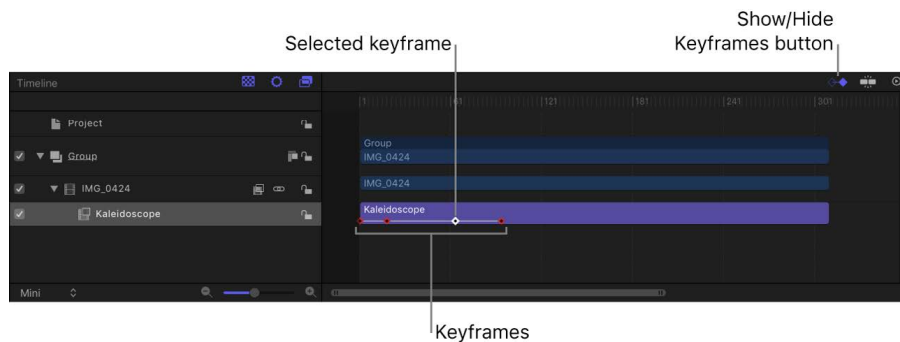 Show/Hide
Selected keyframe
Keyframes button
Timeline
1 61 121 181 241 301
Project
Group
Group
IMG_0424
IMG_0424
IMG_0424
Kaleidoscope
Kaleidoscope
Mini
Keyframes